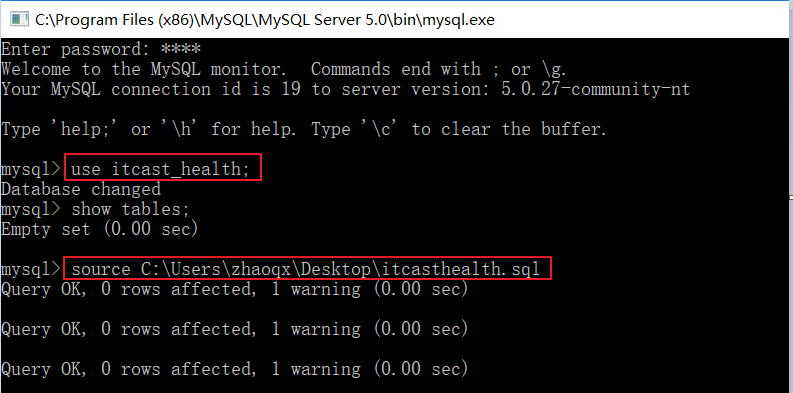 C:\Program Files (x86)\MySQL\MySQL Server 5.0\bin\mysql.exe
Enter password: ****
Welcome to the MySQL monitor.  Commands end with ; or \g.
Your MySQL connection id is 19 to server version: 5.0.27-community-nt
Type 'help;' or '\h' for help. Type '\c' to clear the buffer.
mysql> use itcast_health;
Database changed
mysql> show tables;
Empty set (0.00 sec)
mysql> source C:\Users\zhaoqx\Desktop\itcasthealth.sql
Query OK, 0 rows affected, 1 warning (0.00 sec)
Query OK, 0 rows affected, 1 warning (0.00 sec)
Query OK, 0 rows affected, 1 warning (0.00 sec)